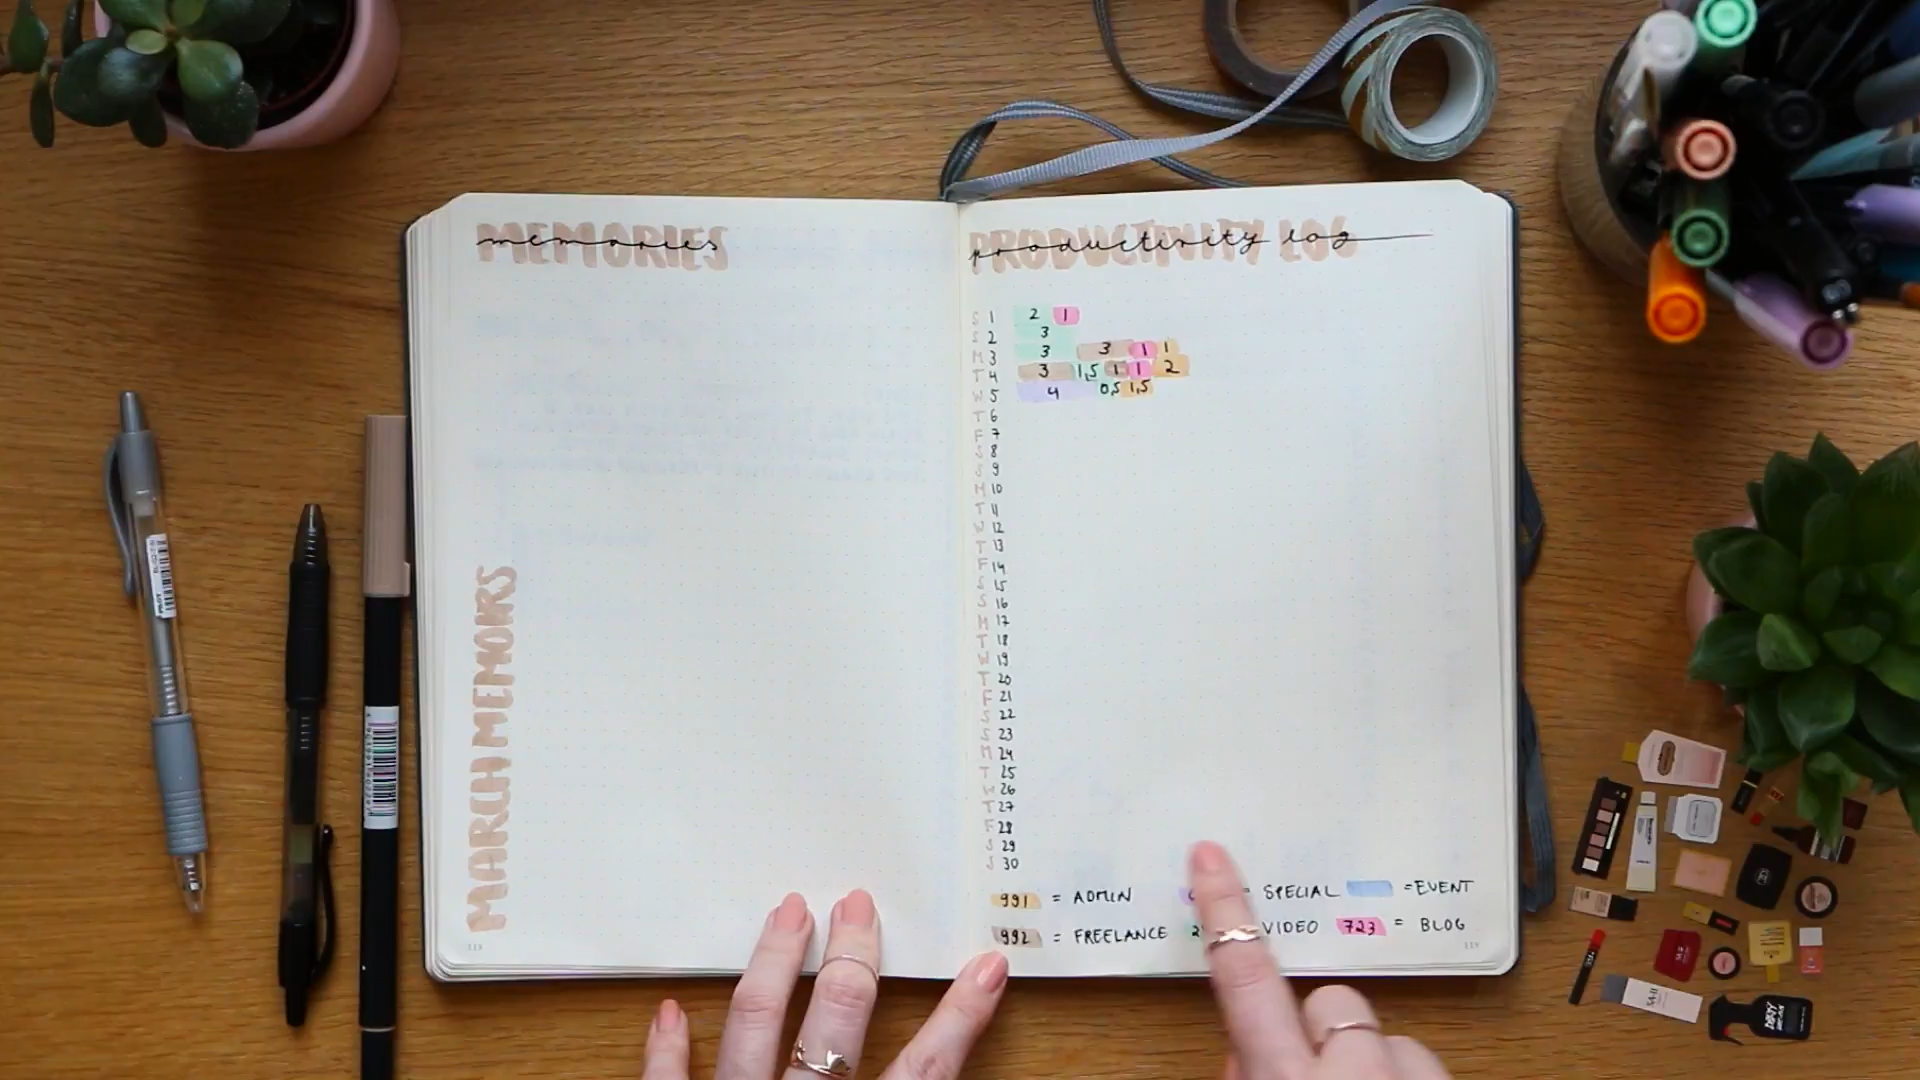 MEMORIES
memories
MARCH MEMORIS
PRODUCTIVITY LOG
productivity log
S 1 2 1
S 2 3
M 3 3 3 1 1
T 4 3 1,5 1 1 2
W 5 4 0,5 1,5
T 6
F 7
S 8
S 9
M 10
T 11
W 12
T 13
F 14
S 15
S 16
M 17
T 18
W 19
T 20
F 21
S 22
S 23
M 24
T 25
W 26
T 27
F 28
S 29
S 30
991 = ADMIN = SPECIAL = EVENT
992 = FREELANCE VIDEO 723 = BLOG